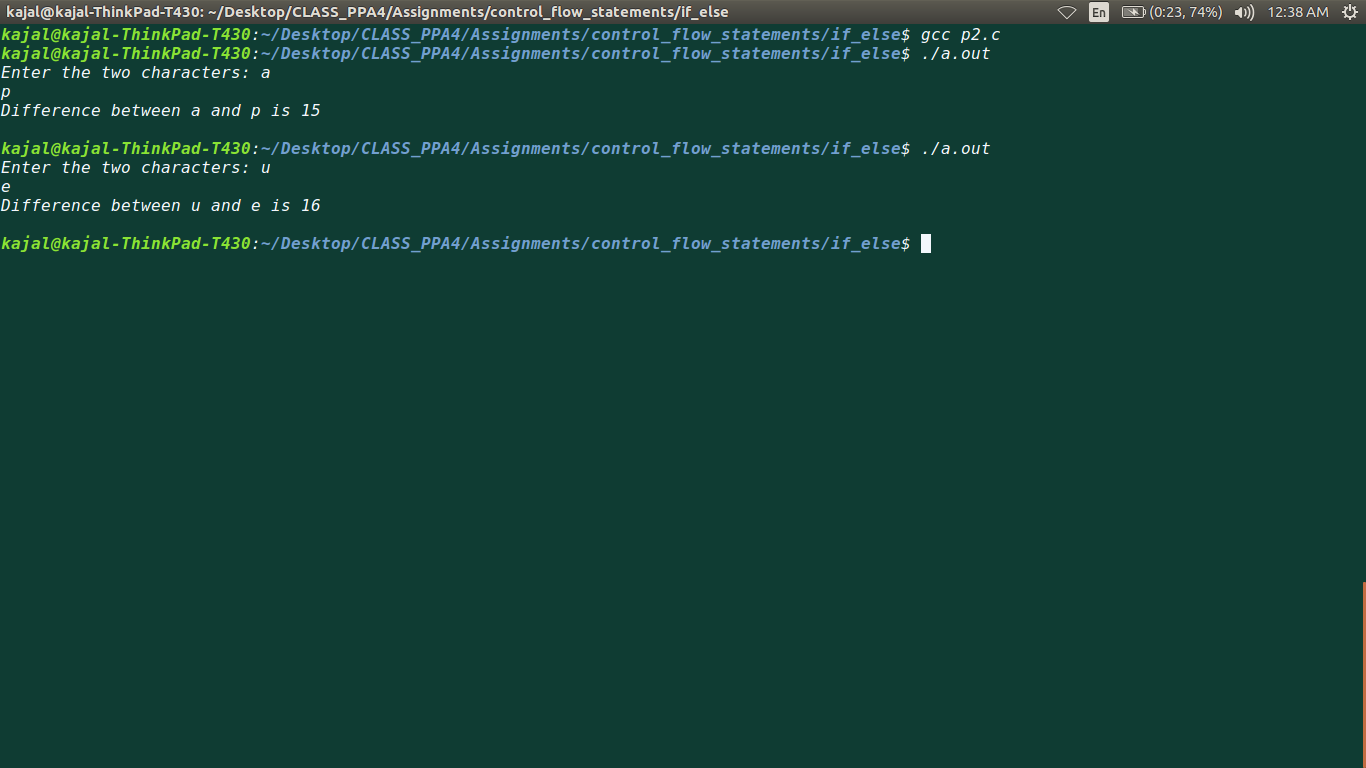 kajal@kajal-ThinkPad-T430: ~/Desktop/CLASS_PPA4/Assignments/control_flow_statements/if_else En (0:23, 74%) 12:38 AM
kajal@kajal-ThinkPad-T430:~/Desktop/CLASS_PPA4/Assignments/control_flow_statements/if_else$ gcc p2.c
kajal@kajal-ThinkPad-T430:~/Desktop/CLASS_PPA4/Assignments/control_flow_statements/if_else$ ./a.out
Enter the two characters: a
p
Difference between a and p is 15
kajal@kajal-ThinkPad-T430:~/Desktop/CLASS_PPA4/Assignments/control_flow_statements/if_else$ ./a.out
Enter the two characters: u
e
Difference between u and e is 16
kajal@kajal-ThinkPad-T430:~/Desktop/CLASS_PPA4/Assignments/control_flow_statements/if_else$